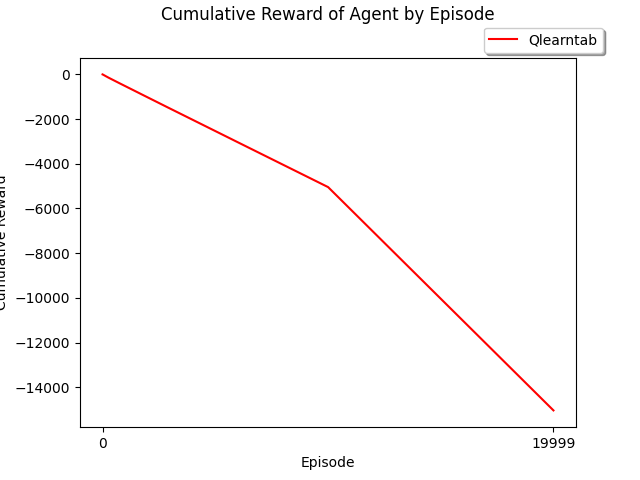 Cumulative Reward of Agent by Episode
Qlearntab
0
−2000
−4000
−6000
−8000
−10000
−12000
−14000
Cumulative Reward
0 19999
Episode